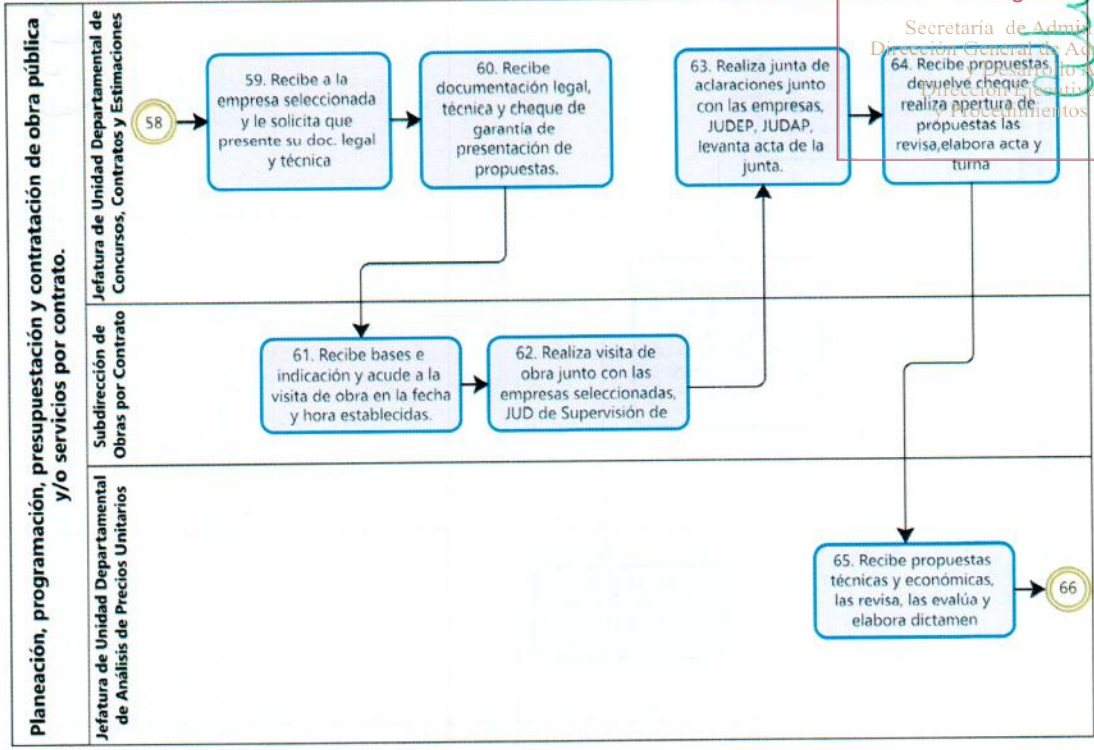 Planeación, programación, presupuestación y contratación de obra pública
y/o servicios por contrato.
Jefatura de Unidad Departamental de
Concursos, Contratos y Estimaciones
58
59. Recibe a la
empresa seleccionada
y le solicita que
presente su doc. legal
y técnica
60. Recibe
documentación legal,
técnica y cheque de
garantía de
presentación de
propuestas.
63. Realiza junta de
aclaraciones junto
con las empresas,
JUDEP, JUDAP,
levanta acta de la
junta.
64. Recibe propuestas
devuelve cheque
realiza apertura de
propuestas las
revisa,elabora acta y
turna
Secretaría de Admi
Dirección General de Ad
y Desarrollo
Dirección Ejecutiv
y Procedimientos
Subdirección de
Obras por Contrato
61. Recibe bases e
indicación y acude a la
visita de obra en la fecha
y hora establecidas.
62. Realiza visita de
obra junto con las
empresas seleccionadas,
JUD de Supervisión de
Jefatura de Unidad Departamental
de Análisis de Precios Unitarios
65. Recibe propuestas
técnicas y económicas,
las revisa, las evalúa y
elabora dictamen
66